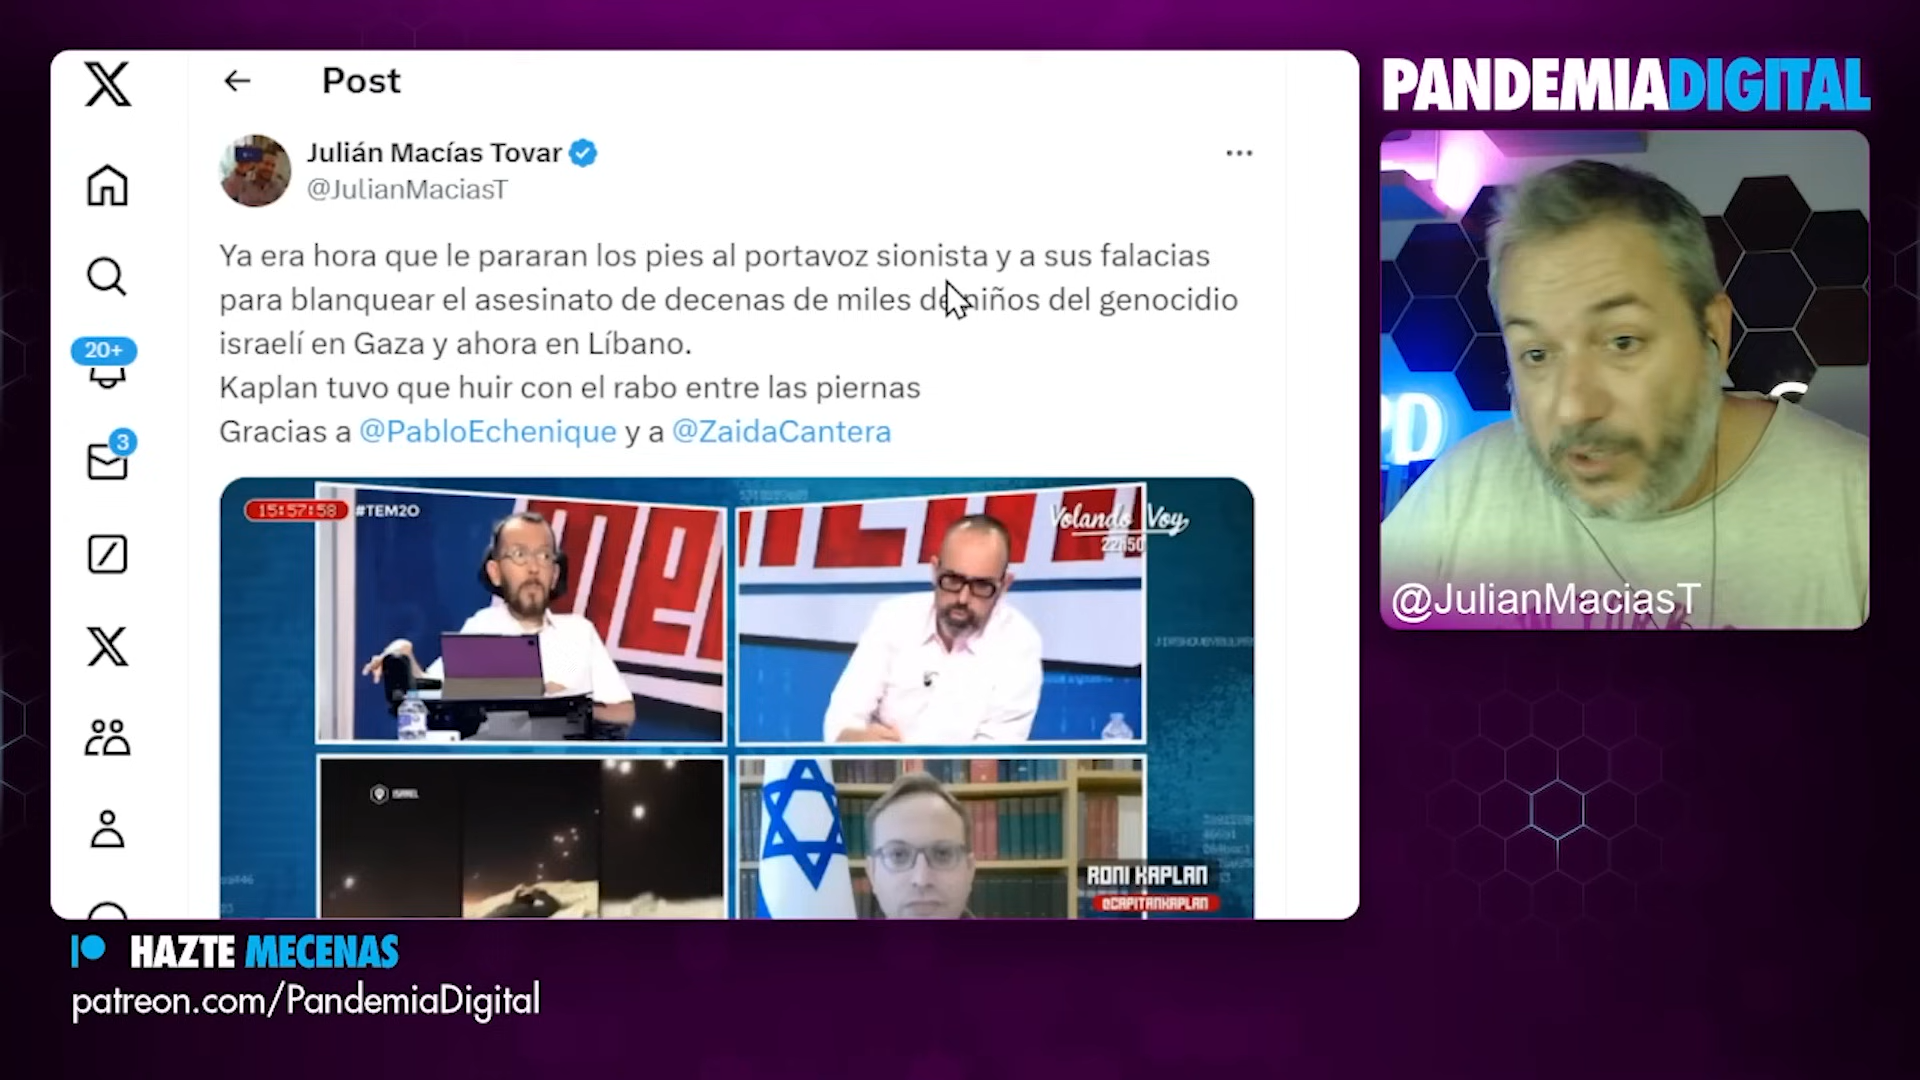 Post
PANDEMIADIGITAL
Julián Macías Tovar
@JulianMaciasT
Ya era hora que le pararan los pies al portavoz sionista y a sus falacias
para blanquear el asesinato de decenas de miles de niños del genocidio
israelí en Gaza y ahora en Líbano.
Kaplan tuvo que huir con el rabo entre las piernas
Gracias a @PabloEchenique y a @ZaidaCantera
20+
3
15:57:58 #TEM2O
Volando Voy
22h50
ISRAEL
RONI KAPLAN
@CAPITANKAPLAN
PD
@JulianMaciasT
HAZTE MECENAS
patreon.com/PandemiaDigital